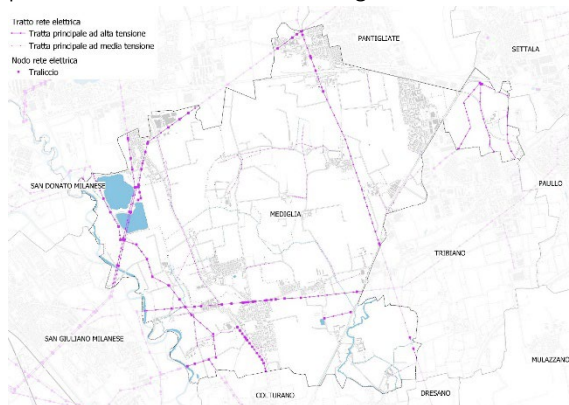 Tratto rete elettrica
Tratta principale ad alta tensione
Tratta principale ad media tensione
Nodo rete elettrica
Traliccio
PANTIGLIATE
SETTALA
SAN DONATO MILANESE
PAULLO
MEDIGLIA
TRIBIANO
SAN GIULIANO MILANESE
MULAZZANO
COLTURANO
DRESANO